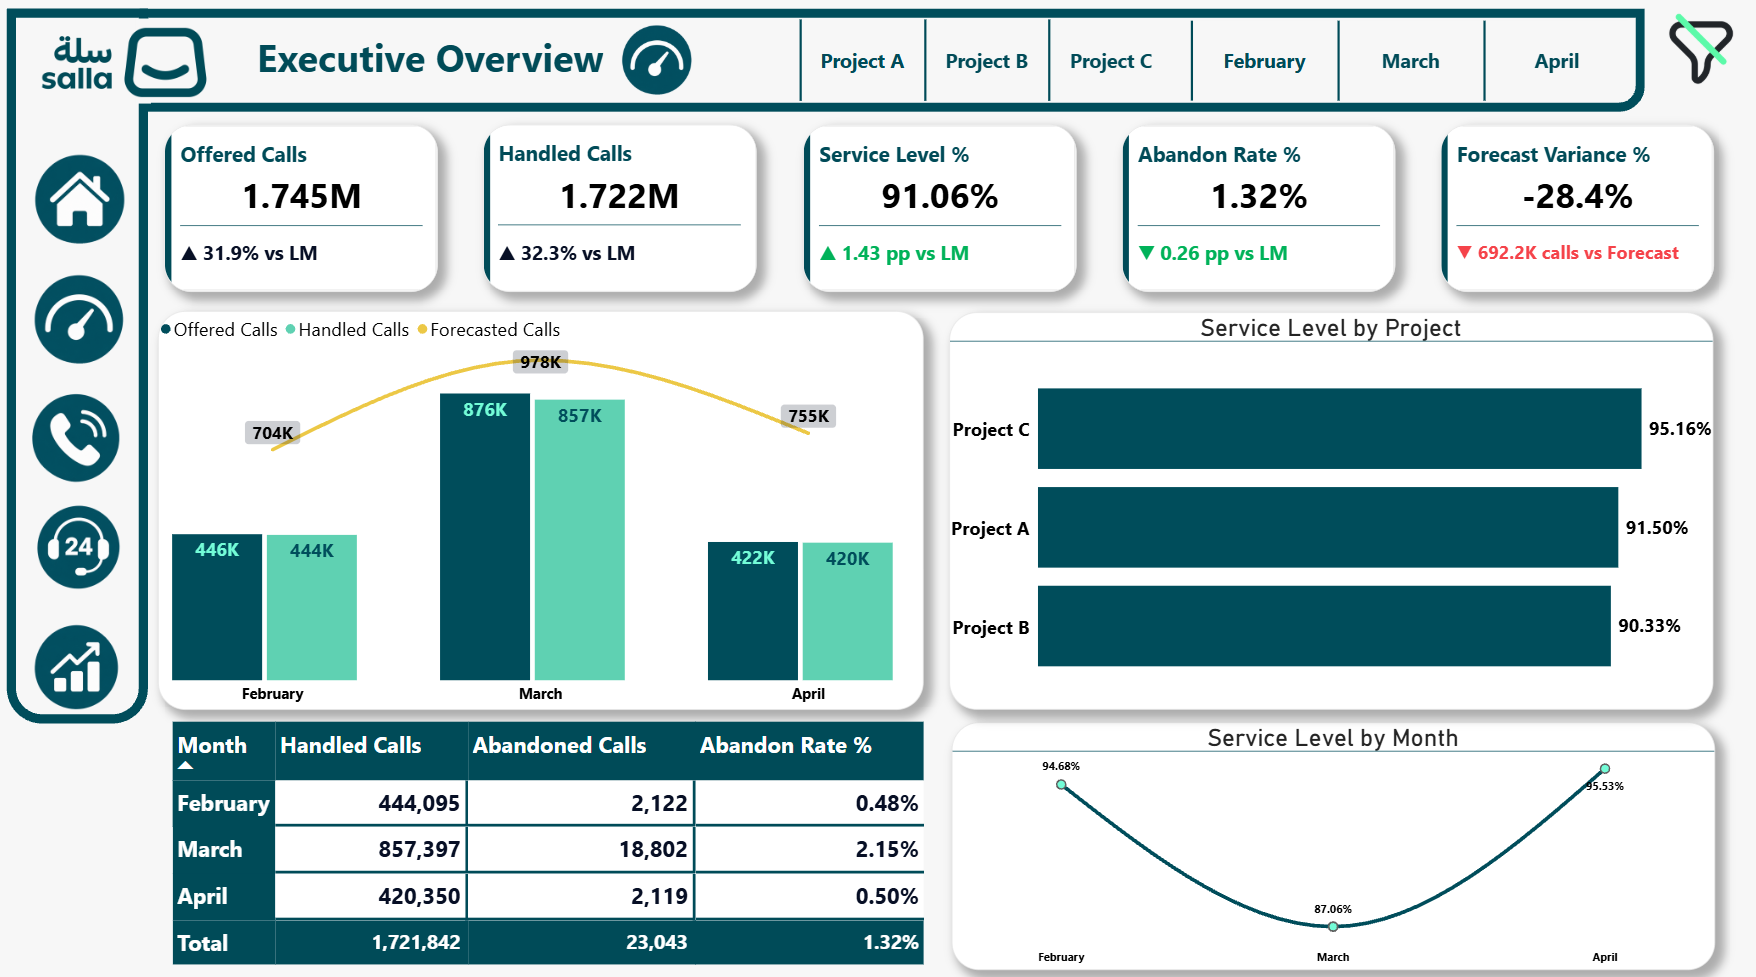 سلة
salla
Executive Overview
Project A
Project B
Project C
February
March
April
Offered Calls
1.745M
▲ 31.9% vs LM
Handled Calls
1.722M
▲ 32.3% vs LM
Service Level %
91.06%
▲ 1.43 pp vs LM
Abandon Rate %
1.32%
▼ 0.26 pp vs LM
Forecast Variance %
-28.4%
▼ 692.2K calls vs Forecast
24
Offered Calls Handled Calls Forecasted Calls
978K
704K
755K
876K
857K
446K
444K
422K
420K
February
March
April
Service Level by Project
Project C 95.16%
Project A 91.50%
Project B 90.33%
Month Handled Calls Abandoned Calls Abandon Rate %
February 444,095 2,122 0.48%
March 857,397 18,802 2.15%
April 420,350 2,119 0.50%
Total 1,721,842 23,043 1.32%
Service Level by Month
94.68%
95.53%
87.06%
February
March
April